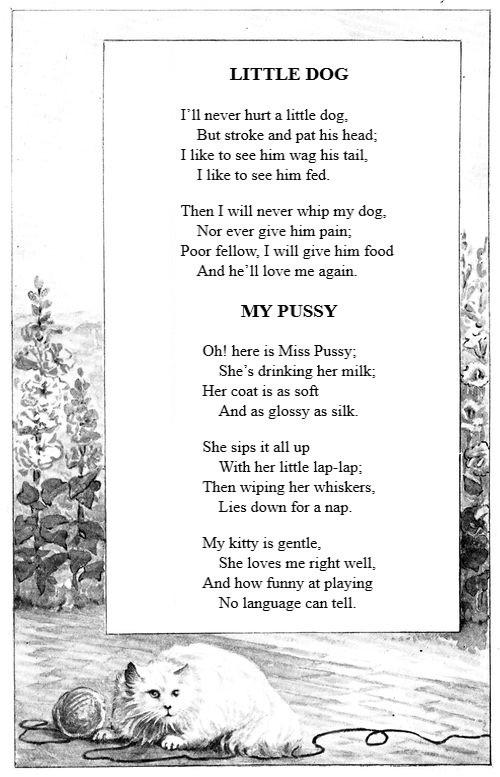 LITTLE DOG
I'll never hurt a little dog,
But stroke and pat his head;
I like to see him wag his tail,
I like to see him fed.
Then I will never whip my dog,
Nor ever give him pain;
Poor fellow, I will give him food
And he'll love me again.
MY PUSSY
Oh! here is Miss Pussy;
She's drinking her milk;
Her coat is as soft
And as glossy as silk.
She sips it all up
With her little lap-lap;
Then wiping her whiskers,
Lies down for a nap.
My kitty is gentle,
She loves me right well,
And how funny at playing
No language can tell.